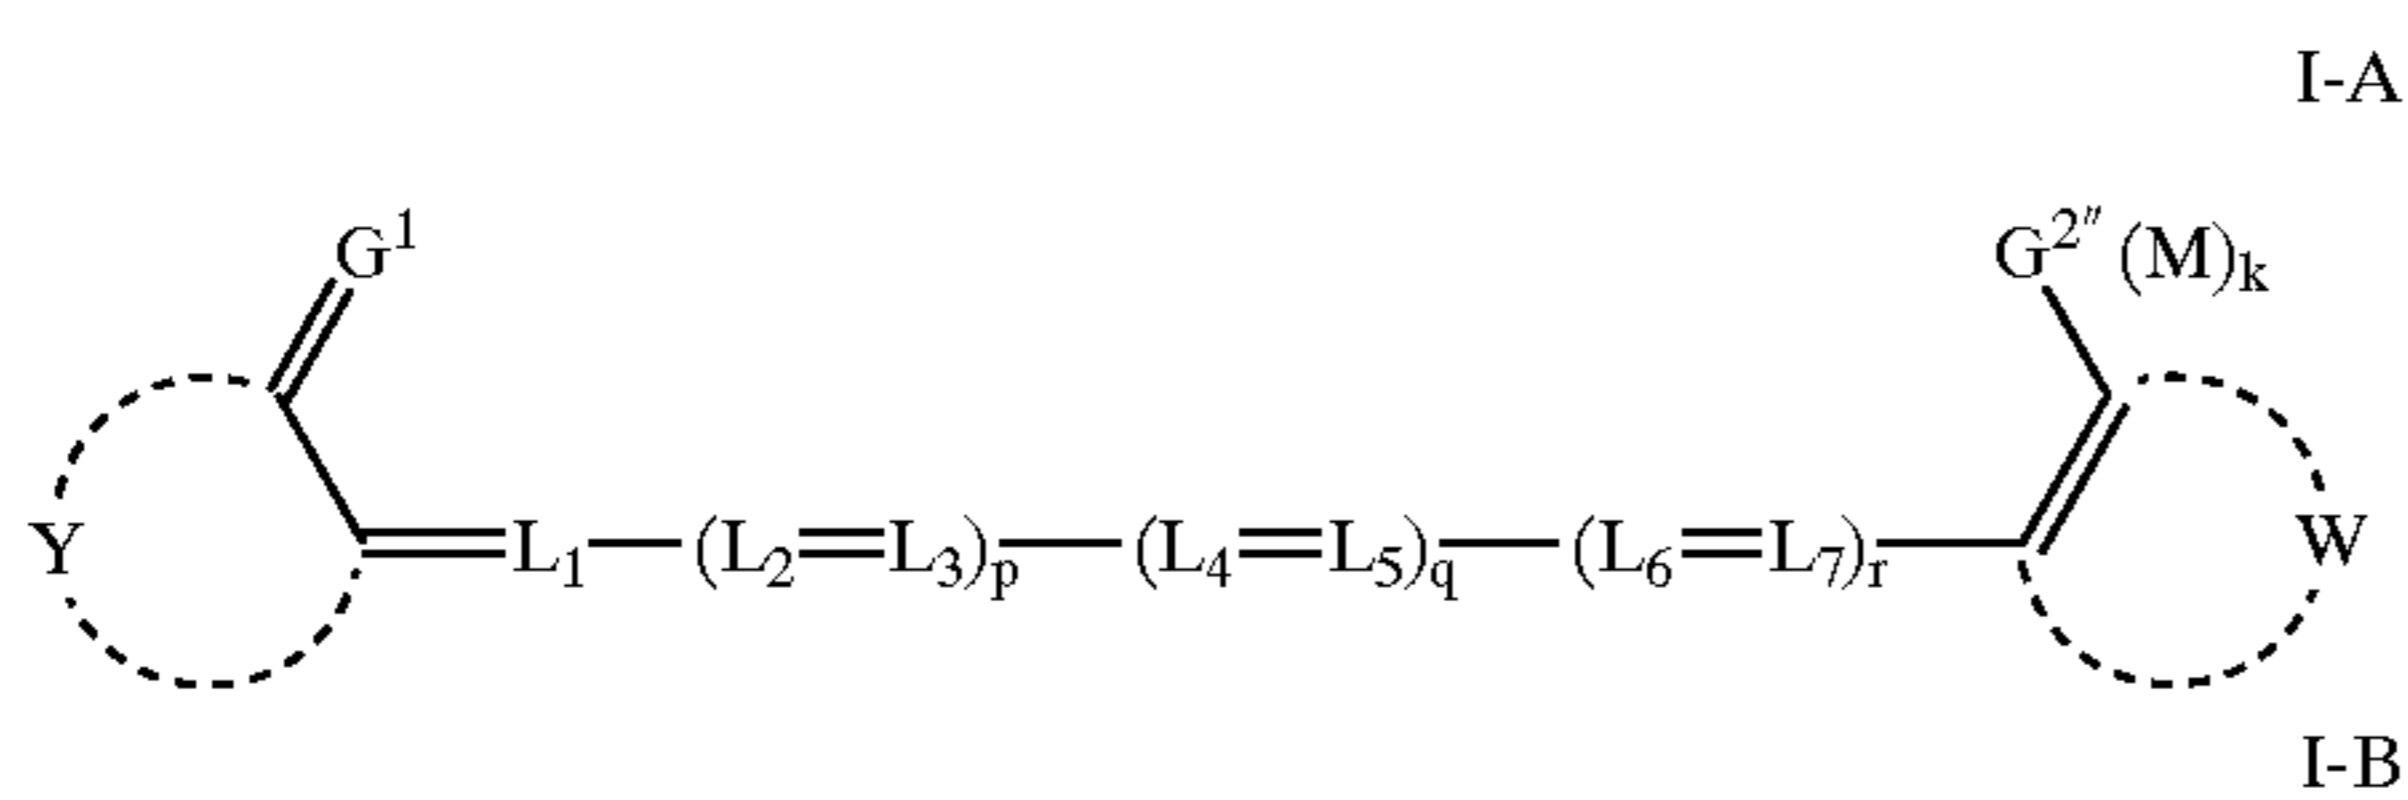 I-A
G¹ G²″ (M)ₖ
Y =L₁—(L₂=L₃)ₚ—(L₄=L₅)q—(L₆=L₇)ᵣ— W
I-B